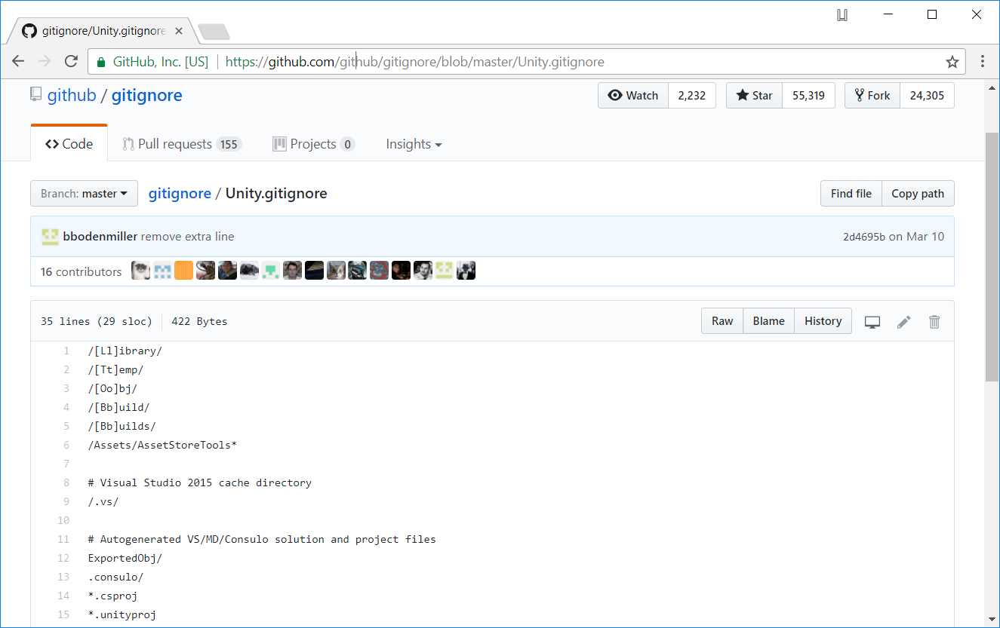 gitignore/Unity.gitignore
GitHub, Inc. [US] https://github.com/github/gitignore/blob/master/Unity.gitignore
github / gitignore
Watch 2,232 Star 55,319 Fork 24,305
Code Pull requests 155 Projects 0 Insights
Branch: master gitignore / Unity.gitignore Find file Copy path
bbodenmiller remove extra line 2d4695b on Mar 10
16 contributors
35 lines (29 sloc) 422 Bytes Raw Blame History
1 /[Ll]ibrary/
2 /[Tt]emp/
3 /[Oo]bj/
4 /[Bb]uild/
5 /[Bb]uilds/
6 /Assets/AssetStoreTools*
7
8 # Visual Studio 2015 cache directory
9 /.vs/
10
11 # Autogenerated VS/MD/Consulo solution and project files
12 ExportedObj/
13 .consulo/
14 *.csproj
15 *.unityproj